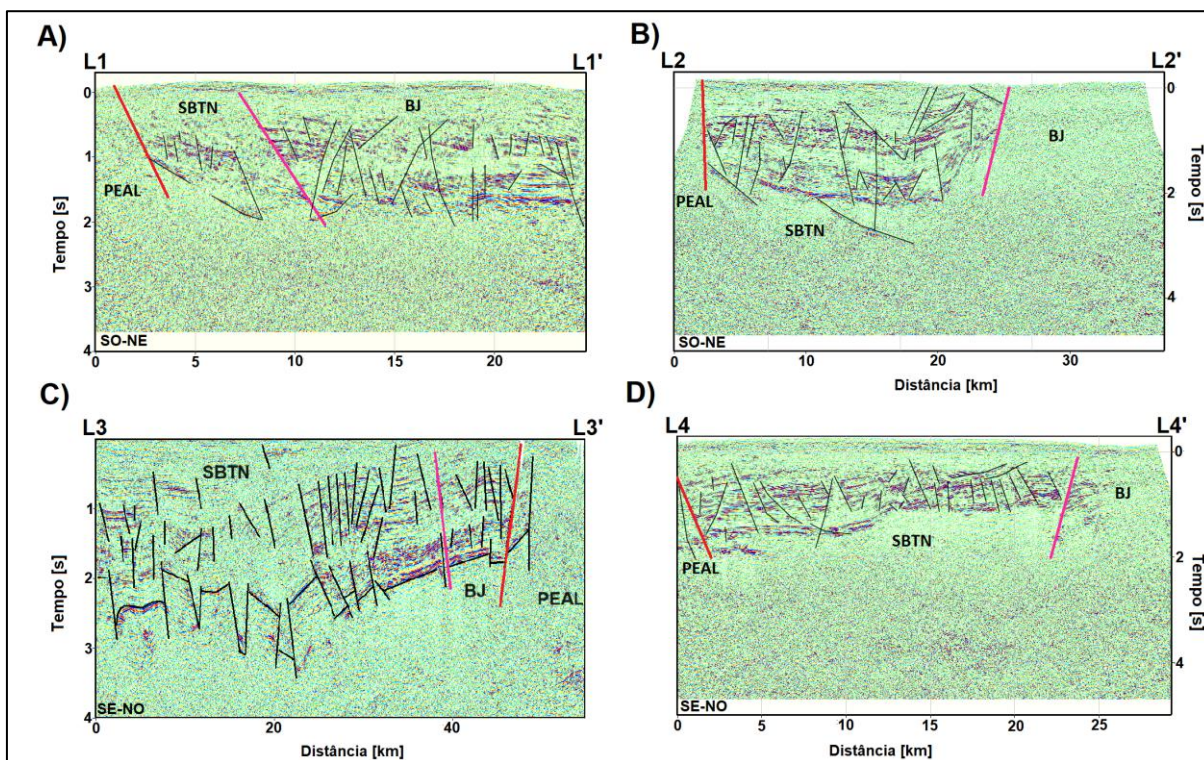 A)
L1 L1'
SBTN BJ
PEAL
Tempo [s]
0
1
2
3
4
SO-NE
0 5 10 15 20
B)
L2 L2'
BJ
PEAL
SBTN
Tempo [s]
0
2
4
SO-NE
0 10 20 30
Distância [km]
C)
L3 L3'
SBTN
BJ PEAL
Tempo [s]
0
1
2
3
4
SE-NO
0 20 40
Distância [km]
D)
L4 L4'
BJ
SBTN
PEAL
Tempo [s]
0
2
4
SE-NO
0 5 10 15 20 25
Distância [km]